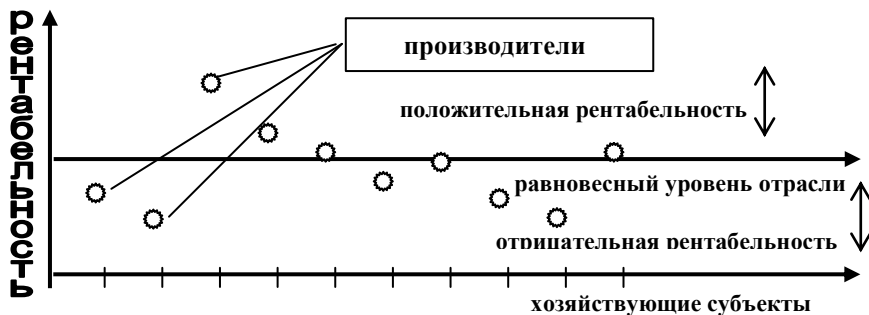 рентабельность
производители
положительная рентабельность
равновесный уровень отрасли
отрицательная рентабельность
хозяйствующие субъекты